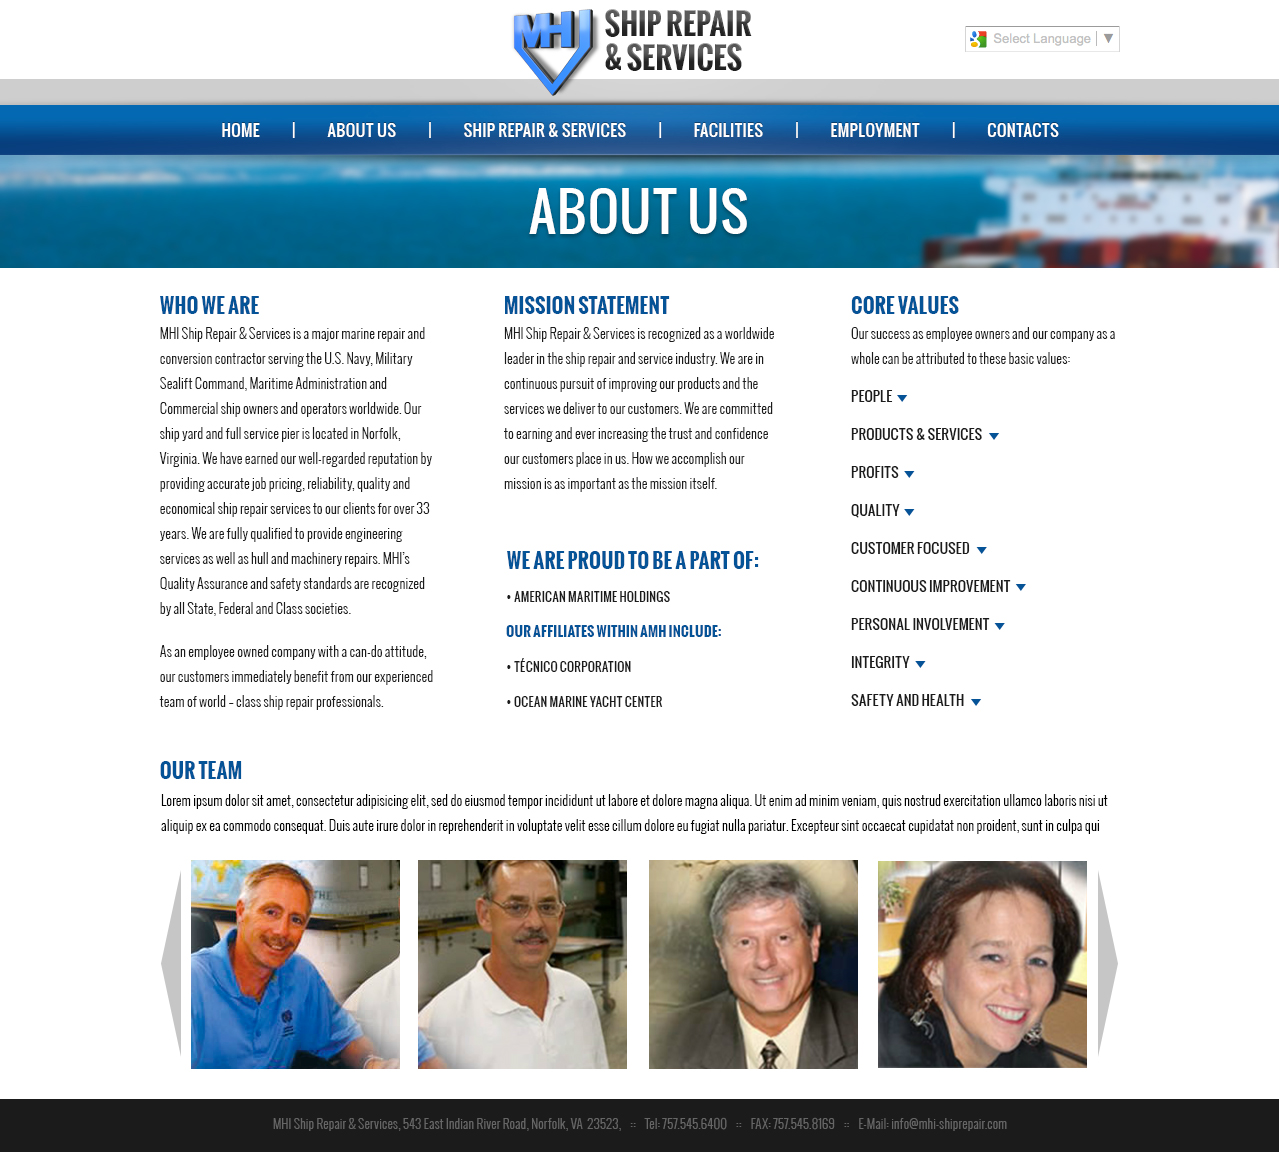 MHI SHIP REPAIR
& SERVICES
Select Language ▼
HOME | ABOUT US | SHIP REPAIR & SERVICES | FACILITIES | EMPLOYMENT | CONTACTS
ABOUT US
WHO WE ARE
MHI Ship Repair & Services is a major marine repair and
conversion contractor serving the U.S. Navy, Military
Sealift Command, Maritime Administration and
Commercial ship owners and operators worldwide. Our
ship yard and full service pier is located in Norfolk,
Virginia. We have earned our well-regarded reputation by
providing accurate job pricing, reliability, quality and
economical ship repair services to our clients for over 33
years. We are fully qualified to provide engineering
services as well as hull and machinery repairs. MHI's
Quality Assurance and safety standards are recognized
by all State, Federal and Class societies.
As an employee owned company with a can-do attitude,
our customers immediately benefit from our experienced
team of world – class ship repair professionals.
MISSION STATEMENT
MHI Ship Repair & Services is recognized as a worldwide
leader in the ship repair and service industry. We are in
continuous pursuit of improving our products and the
services we deliver to our customers. We are committed
to earning and ever increasing the trust and confidence
our customers place in us. How we accomplish our
mission is as important as the mission itself.
WE ARE PROUD TO BE A PART OF:
• AMERICAN MARITIME HOLDINGS
OUR AFFILIATES WITHIN AMH INCLUDE:
• TÉCNICO CORPORATION
• OCEAN MARINE YACHT CENTER
CORE VALUES
Our success as employee owners and our company as a
whole can be attributed to these basic values:
PEOPLE
PRODUCTS & SERVICES
PROFITS
QUALITY
CUSTOMER FOCUSED
CONTINUOUS IMPROVEMENT
PERSONAL INVOLVEMENT
INTEGRITY
SAFETY AND HEALTH
OUR TEAM
Lorem ipsum dolor sit amet, consectetur adipisicing elit, sed do eiusmod tempor incididunt ut labore et dolore magna aliqua. Ut enim ad minim veniam, quis nostrud exercitation ullamco laboris nisi ut
aliquip ex ea commodo consequat. Duis aute irure dolor in reprehenderit in voluptate velit esse cillum dolore eu fugiat nulla pariatur. Excepteur sint occaecat cupidatat non proident, sunt in culpa qui
MHI Ship Repair & Services, 543 East Indian River Road, Norfolk, VA 23523, :: Tel: 757.545.6400 :: FAX: 757.545.8169 :: E-Mail: info@mhi-shiprepair.com